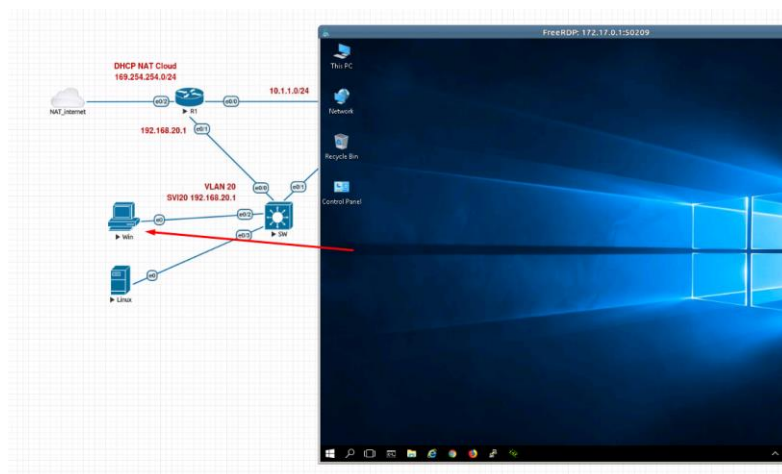 FreeRDP: 172.17.0.1:50209
This PC
Network
Recycle Bin
Control Panel
DHCP NAT Cloud
169.254.254.0/24
NAT_internet
e0/2
R1
e0/0
10.1.1.0/24
192.168.20.1
e0/1
VLAN 20
SVI20 192.168.20.1
e0/0
e0/1
e0
e0/2
Win
SW
e0/3
e0
Linux